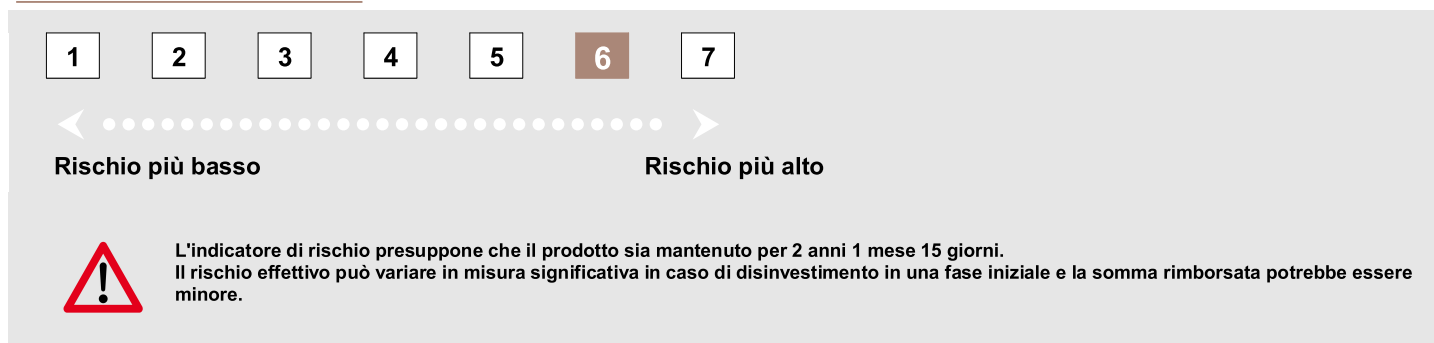 1 2 3 4 5 6 7
Rischio più basso Rischio più alto
L'indicatore di rischio presuppone che il prodotto sia mantenuto per 2 anni 1 mese 15 giorni.
Il rischio effettivo può variare in misura significativa in caso di disinvestimento in una fase iniziale e la somma rimborsata potrebbe essere
minore.